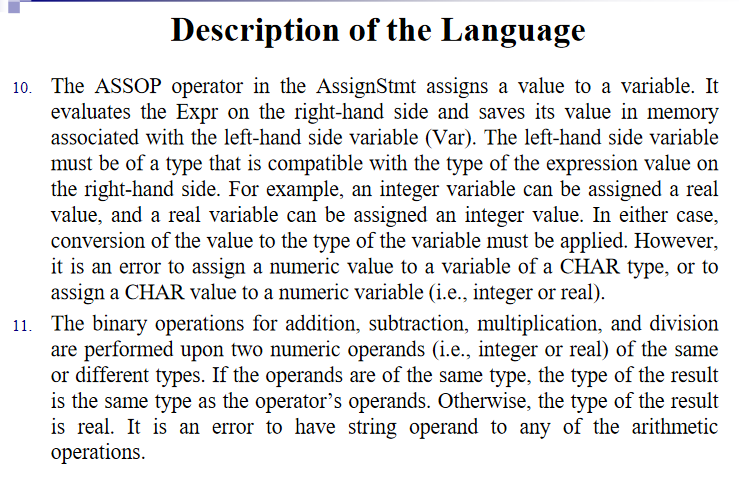 Description of the Language
10. The ASSOP operator in the AssignStmt assigns a value to a variable. It
evaluates the Expr on the right-hand side and saves its value in memory
associated with the left-hand side variable (Var). The left-hand side variable
must be of a type that is compatible with the type of the expression value on
the right-hand side. For example, an integer variable can be assigned a real
value, and a real variable can be assigned an integer value. In either case,
conversion of the value to the type of the variable must be applied. However,
it is an error to assign a numeric value to a variable of a CHAR type, or to
assign a CHAR value to a numeric variable (i.e., integer or real).
11. The binary operations for addition, subtraction, multiplication, and division
are performed upon two numeric operands (i.e., integer or real) of the same
or different types. If the operands are of the same type, the type of the result
is the same type as the operator’s operands. Otherwise, the type of the result
is real. It is an error to have string operand to any of the arithmetic
operations.